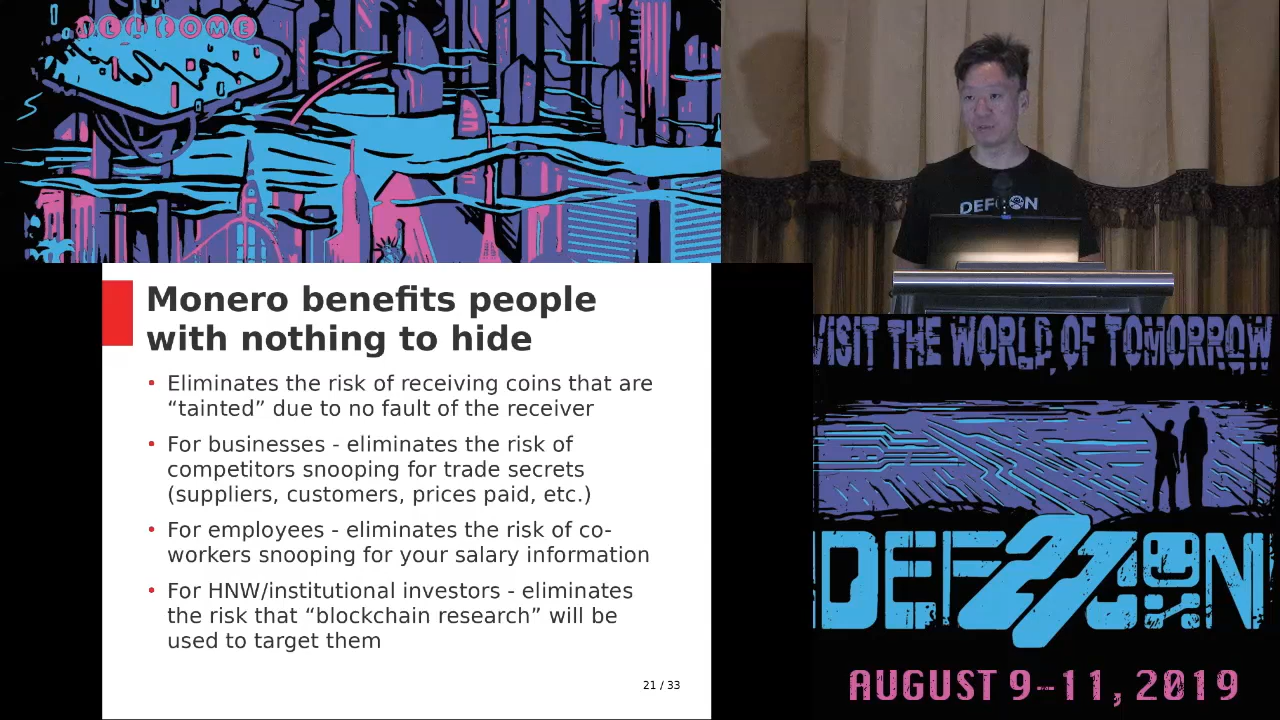 WELCOME
DEFCON
Monero benefits people
with nothing to hide
• Eliminates the risk of receiving coins that are
“tainted” due to no fault of the receiver
• For businesses - eliminates the risk of
competitors snooping for trade secrets
(suppliers, customers, prices paid, etc.)
• For employees - eliminates the risk of co-
workers snooping for your salary information
• For HNW/institutional investors - eliminates
the risk that “blockchain research” will be
used to target them
21 / 33
VISIT THE WORLD OF TOMORROW
DEF27CON
AUGUST 9–11, 2019